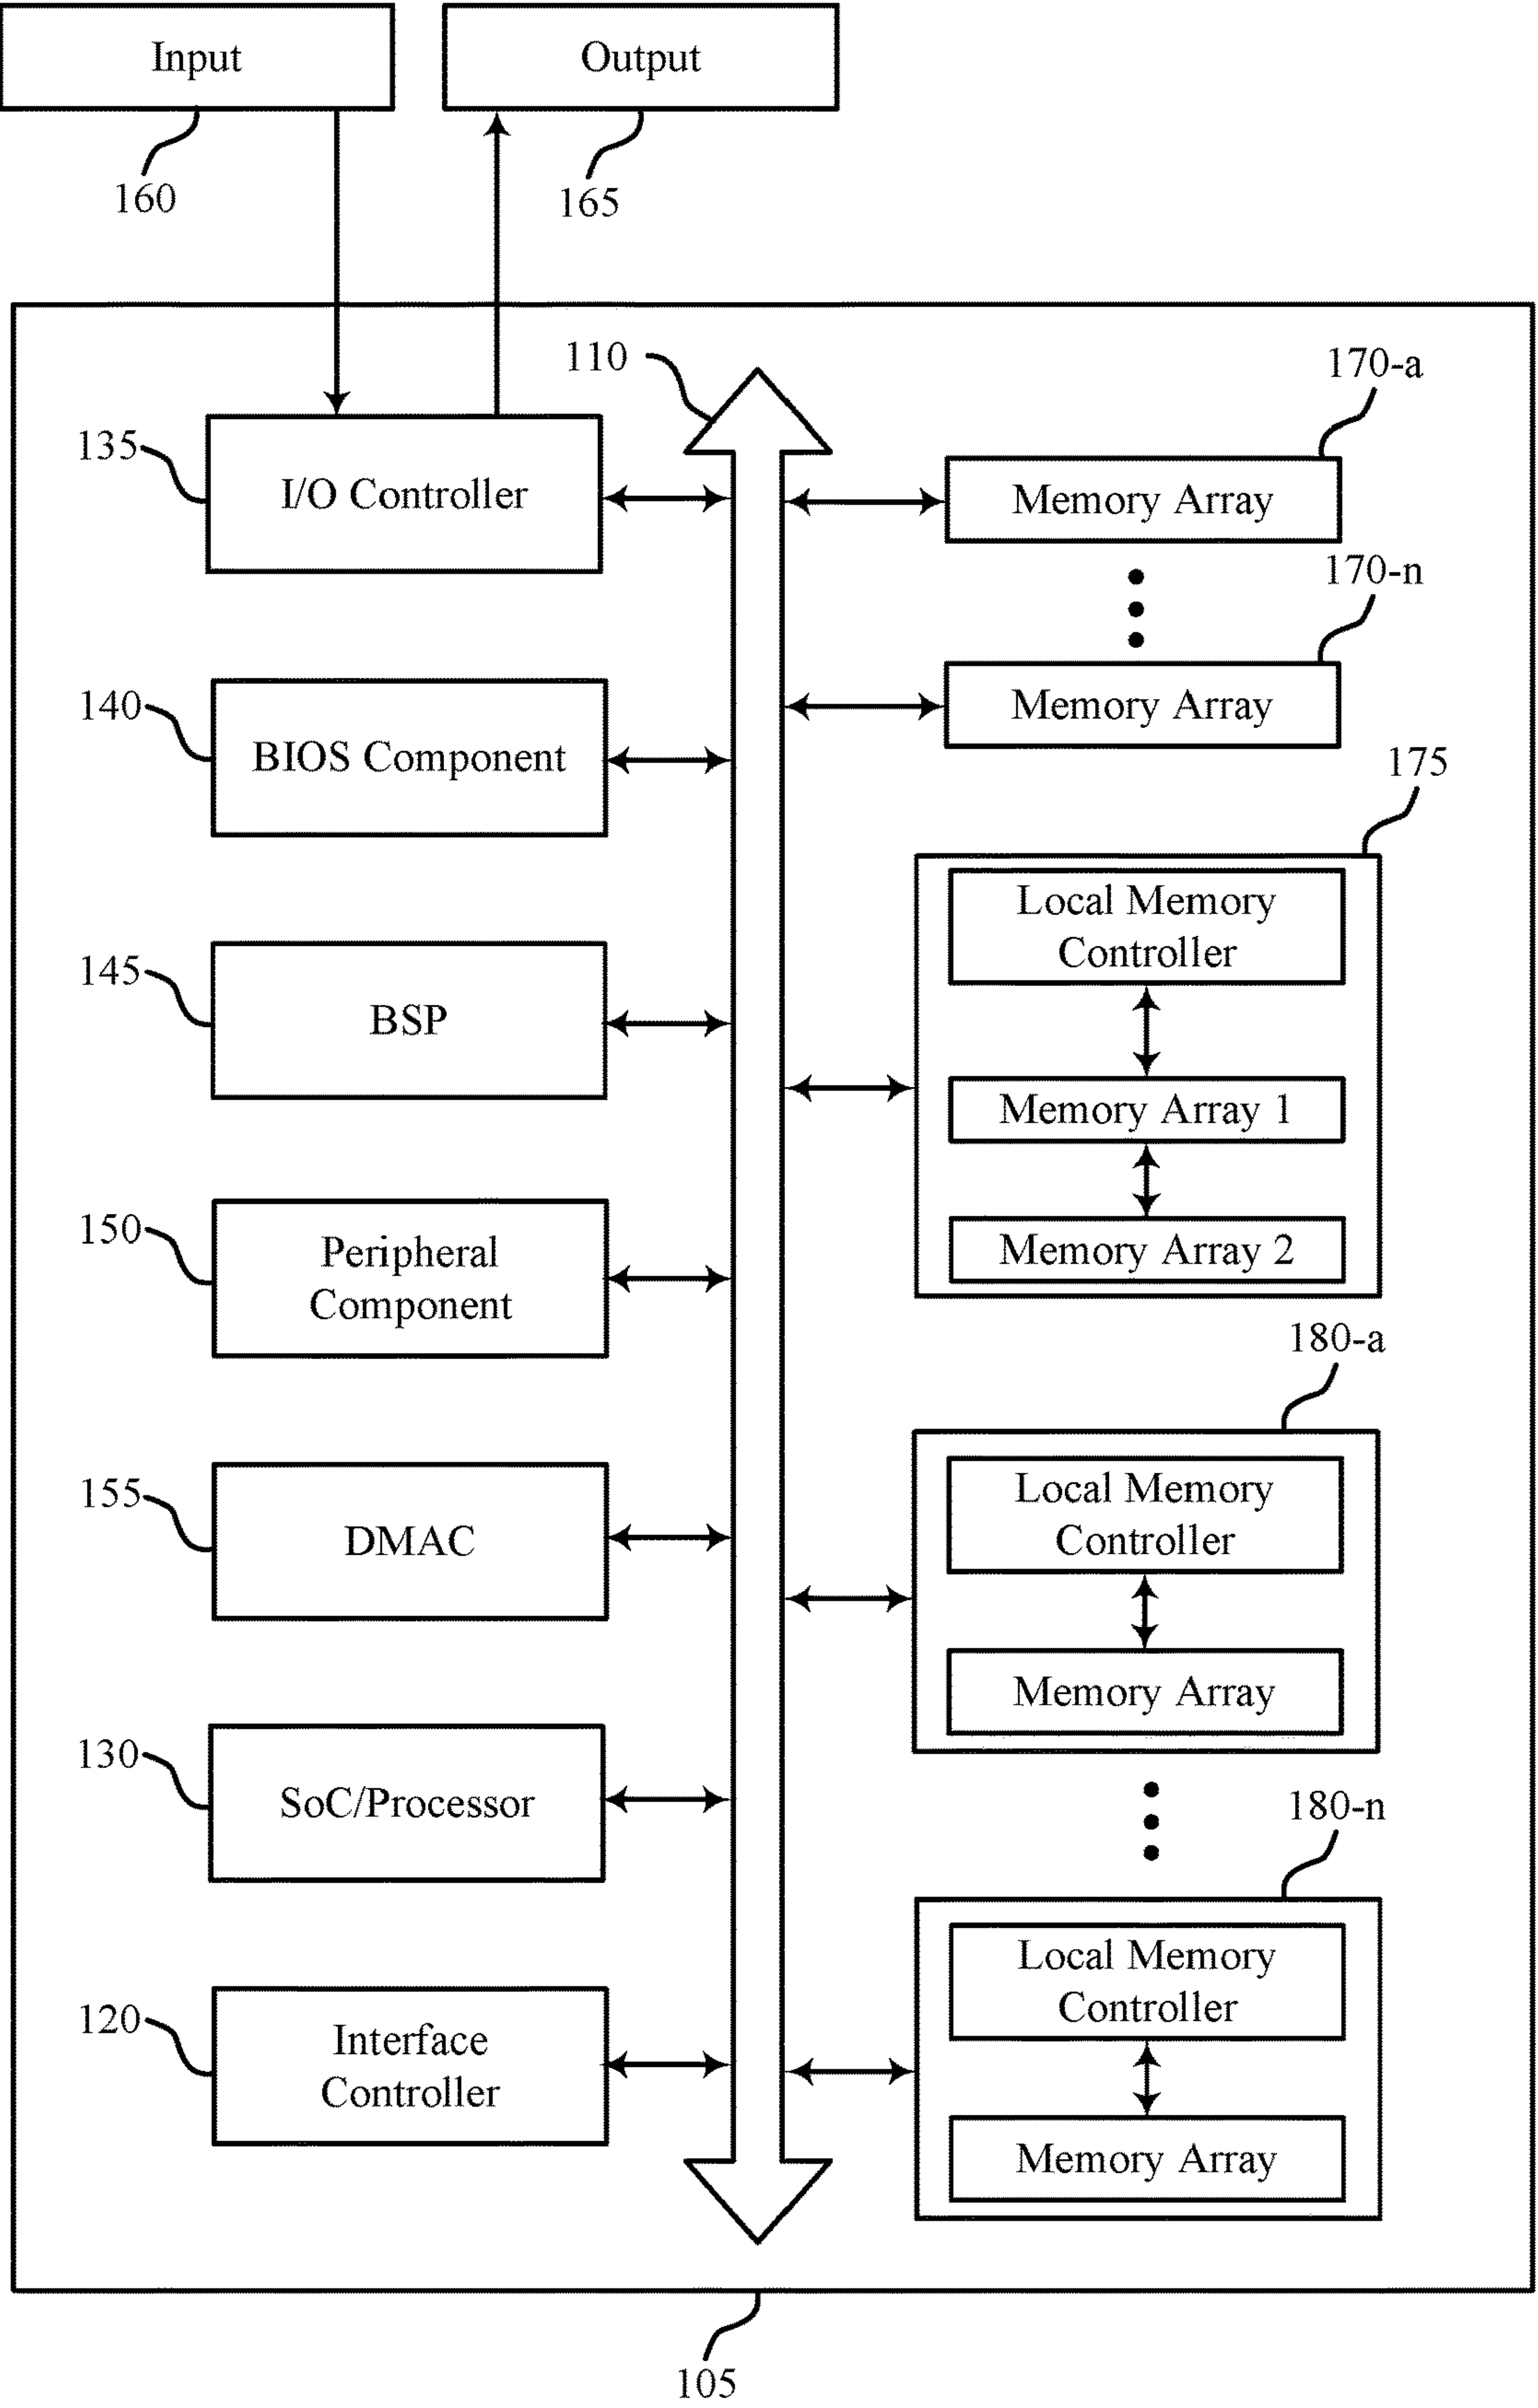 Input
Output
160
165
110
170-a
135
I/O Controller
Memory Array
170-n
140
BIOS Component
Memory Array
175
Local Memory
Controller
145
BSP
Memory Array 1
150
Peripheral
Component
Memory Array 2
180-a
155
DMAC
Local Memory
Controller
Memory Array
130
SoC/Processor
180-n
Local Memory
Controller
120
Interface
Controller
Memory Array
105